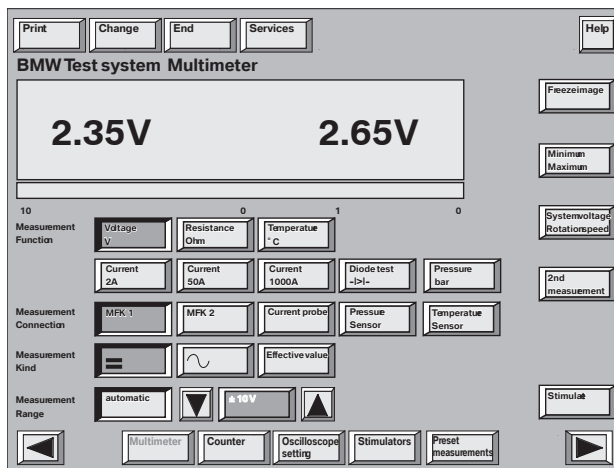 Print Change End Services Help
BMW Test system Multimeter
2.35V 2.65V
Freezeimage
Minimum
Maximum
10 0 1 0
Measurement
Function
Voltage
V
Resistance
Ohm
Temperature
° C
Systemvoltage
Rotationspeed
Current
2A
Current
50A
Current
1000A
Diode test
-|>|-
Pressure
bar
2nd
measurement
Measurement
Connection
MFK 1
MFK 2
Current probe
Pressure
Sensor
Temperature
Sensor
Measurement
Kind
=
Effective value
Measurement
Range
automatic
± 10V
Stimulate
Multimeter
Counter
Oscilloscope
setting
Stimulators
Preset
measurements